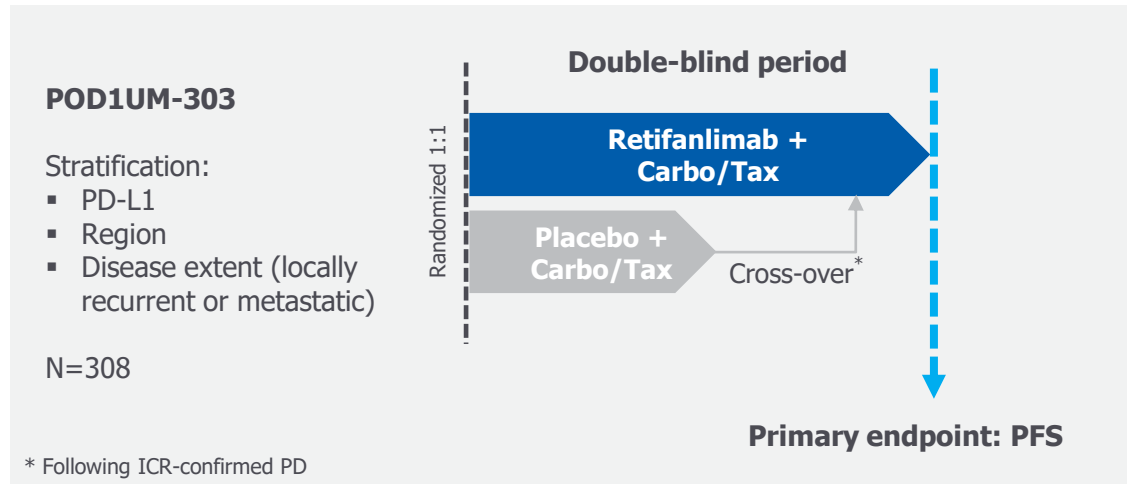 POD1UM-303
Stratification:
▪ PD-L1
▪ Region
▪ Disease extent (locally
recurrent or metastatic)
N=308
* Following ICR-confirmed PD
Randomized 1:1
Double-blind period
Retifanlimab +
Carbo/Tax
Placebo +
Carbo/Tax
Cross-over*
Primary endpoint: PFS